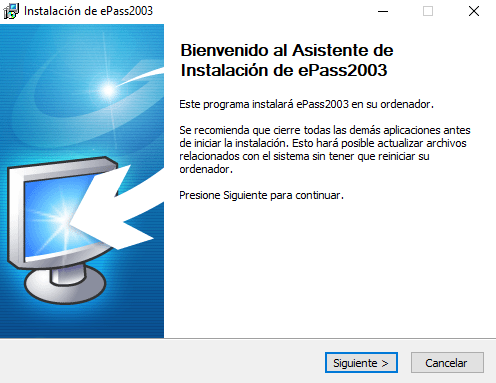 Instalación de ePass2003
Bienvenido al Asistente de
Instalación de ePass2003
Este programa instalará ePass2003 en su ordenador.
Se recomienda que cierre todas las demás aplicaciones antes
de iniciar la instalación. Esto hará posible actualizar archivos
relacionados con el sistema sin tener que reiniciar su
ordenador.
Presione Siguiente para continuar.
Siguiente >
Cancelar